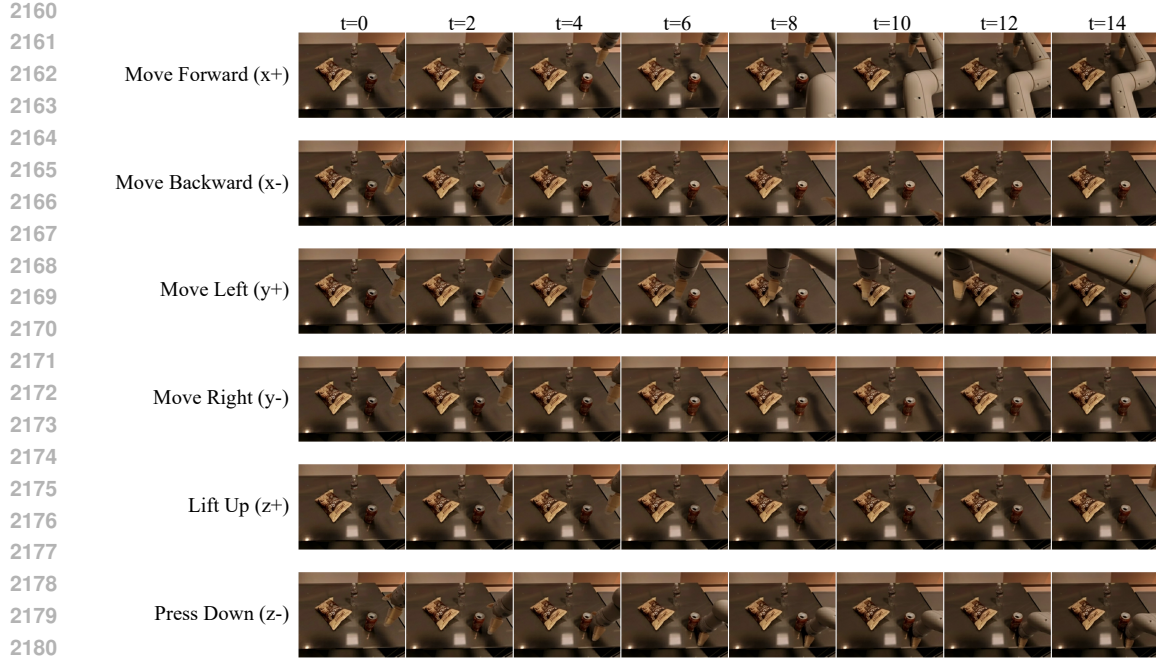 2160
t=0 t=2 t=4 t=6 t=8 t=10 t=12 t=14
2161
2162 Move Forward (x+)
2163
2164
2165
Move Backward (x-)
2166
2167
2168
2169 Move Left (y+)
2170
2171
2172
Move Right (y-)
2173
2174
2175
Lift Up (z+)
2176
2177
2178
2179 Press Down (z-)
2180